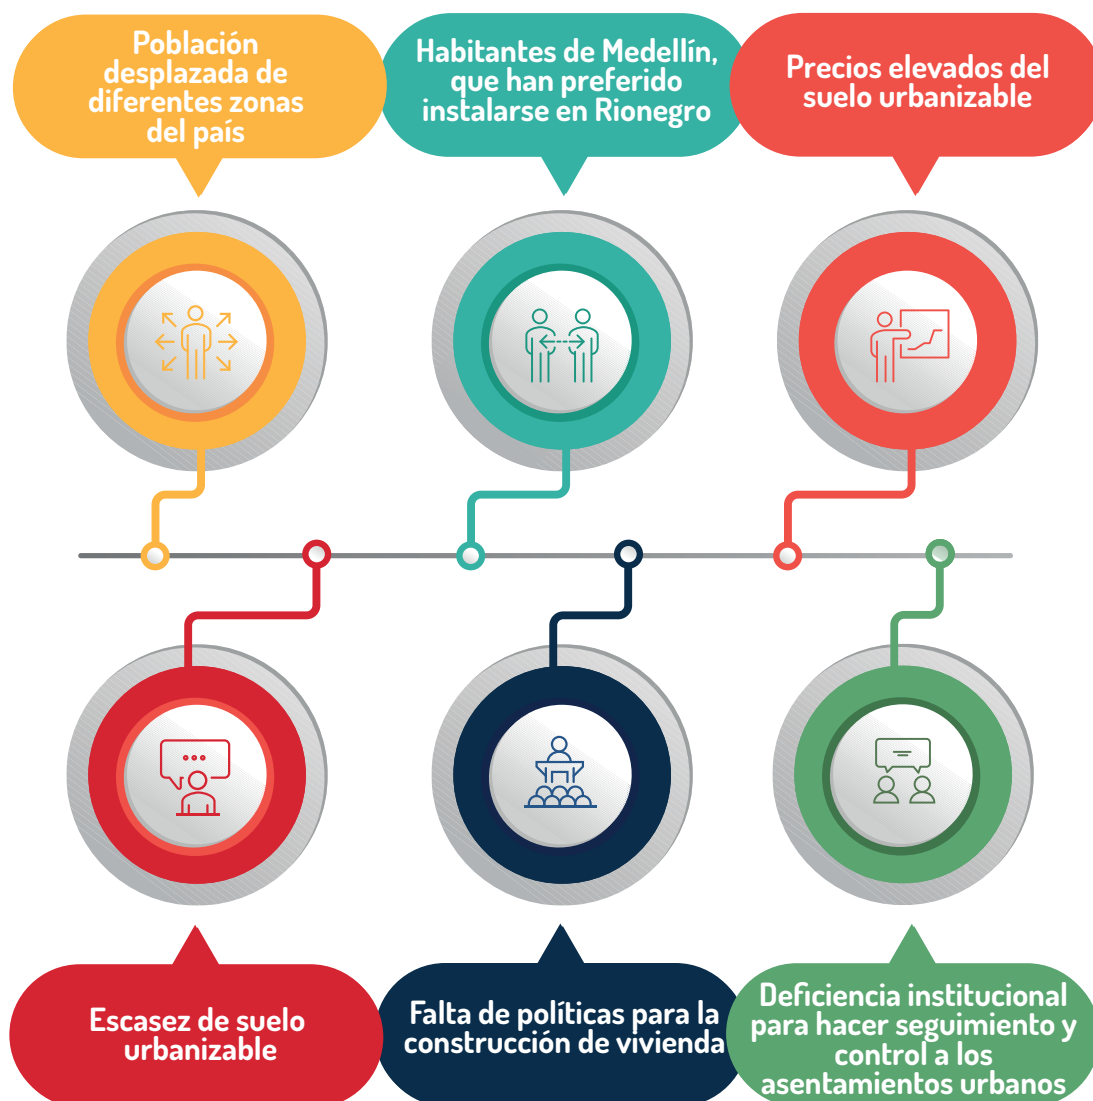 Población
desplazada de
diferentes zonas
del país
Habitantes de Medellín,
que han preferido
instalarse en Rionegro
Precios elevados del
suelo urbanizable
Escasez de suelo
urbanizable
Falta de políticas para la
construcción de vivienda
Deficiencia institucional
para hacer seguimiento y
control a los
asentamientos urbanos